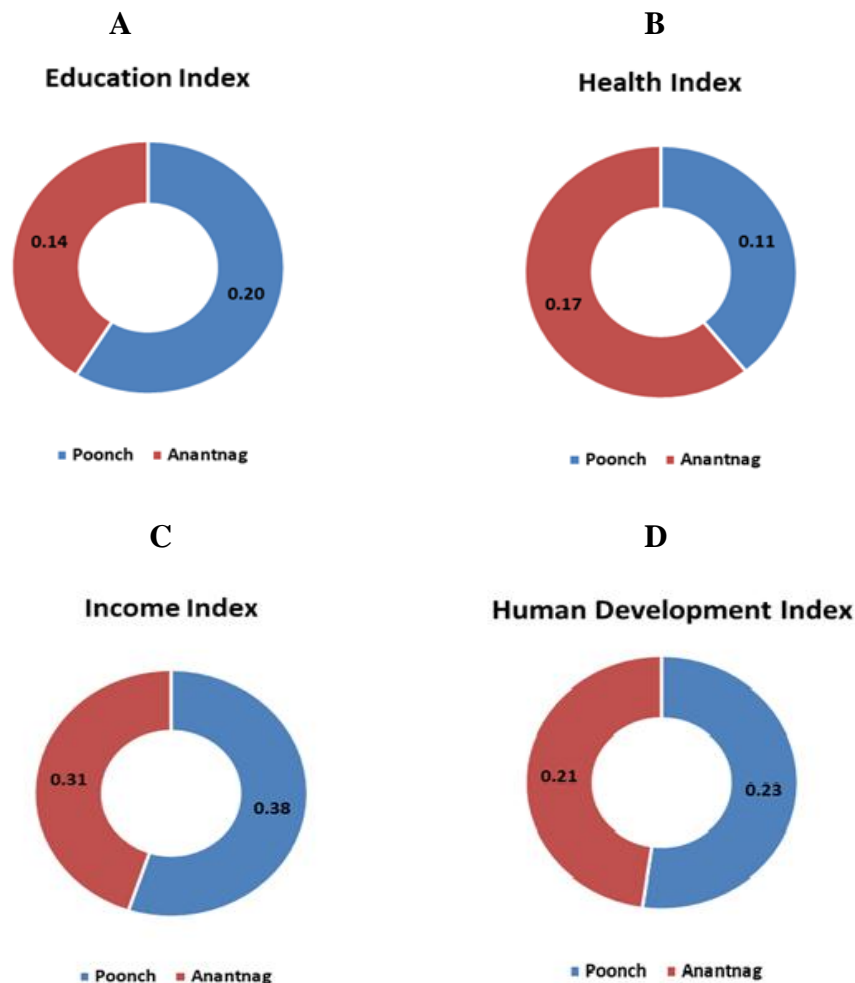 A
B
Education Index
Health Index
0.14
0.20
0.11
0.17
Poonch Anantnag
Poonch Anantnag
C
D
Income Index
Human Development Index
0.31
0.38
0.21
0.23
Poonch Anantnag
Poonch Anantnag